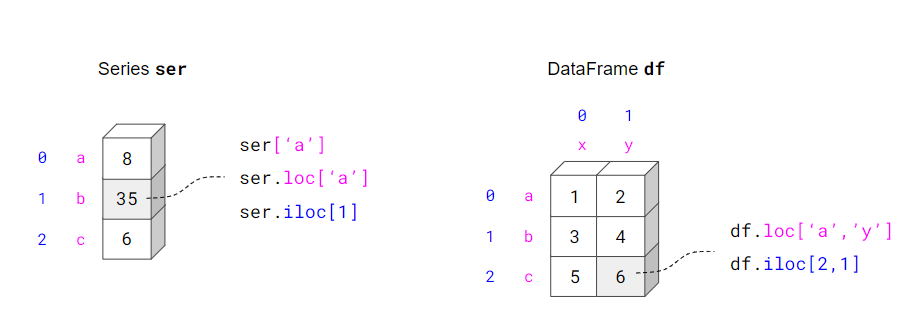 Series ser
DataFrame df
0 1
x y
0 a 8
1 b 35
2 c 6
ser[‘a’]
ser.loc[‘a’]
ser.iloc[1]
0 a 1 2
1 b 3 4
2 c 5 6
df.loc[‘a’,’y’]
df.iloc[2,1]